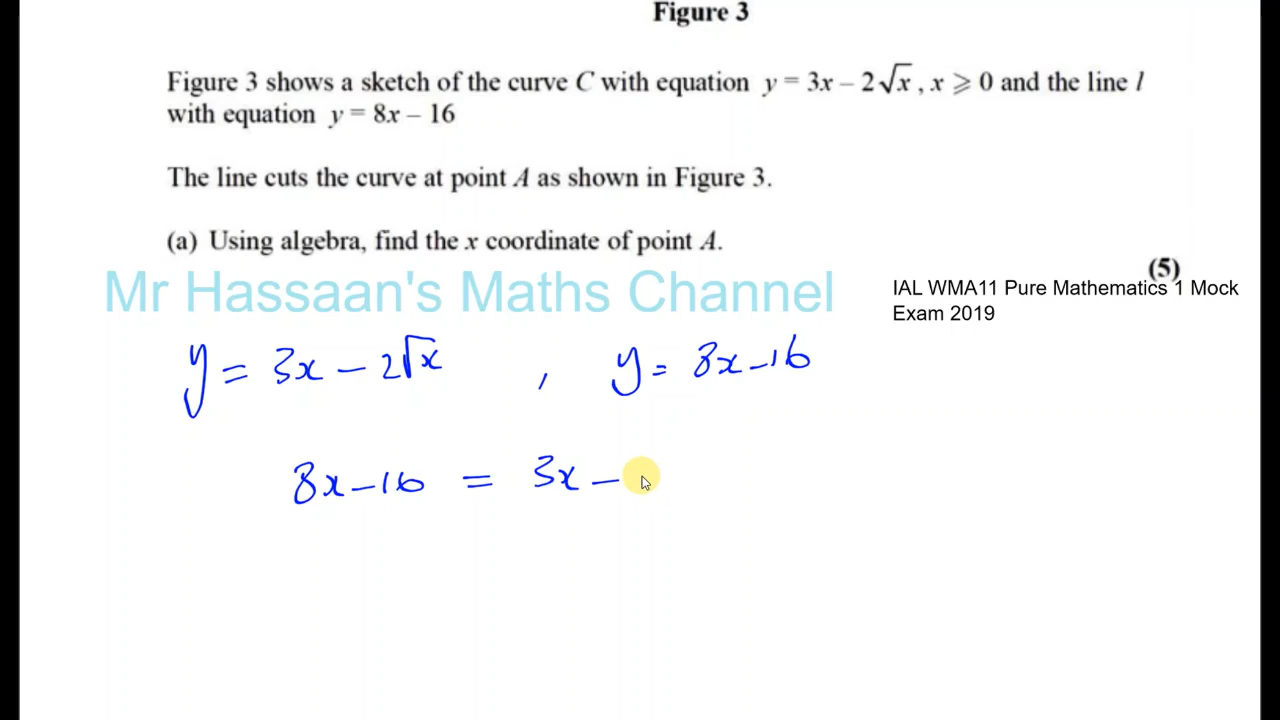 Figure 3
Figure 3 shows a sketch of the curve C with equation y = 3x – 2√x , x ⩾ 0 and the line l
with equation y = 8x – 16
The line cuts the curve at point A as shown in Figure 3.
(a) Using algebra, find the x coordinate of point A.
(5)
Mr Hassaan's Maths Channel
IAL WMA11 Pure Mathematics 1 Mock
Exam 2019
y = 3x – 2√x , y = 8x – 16
8x – 16 = 3x –